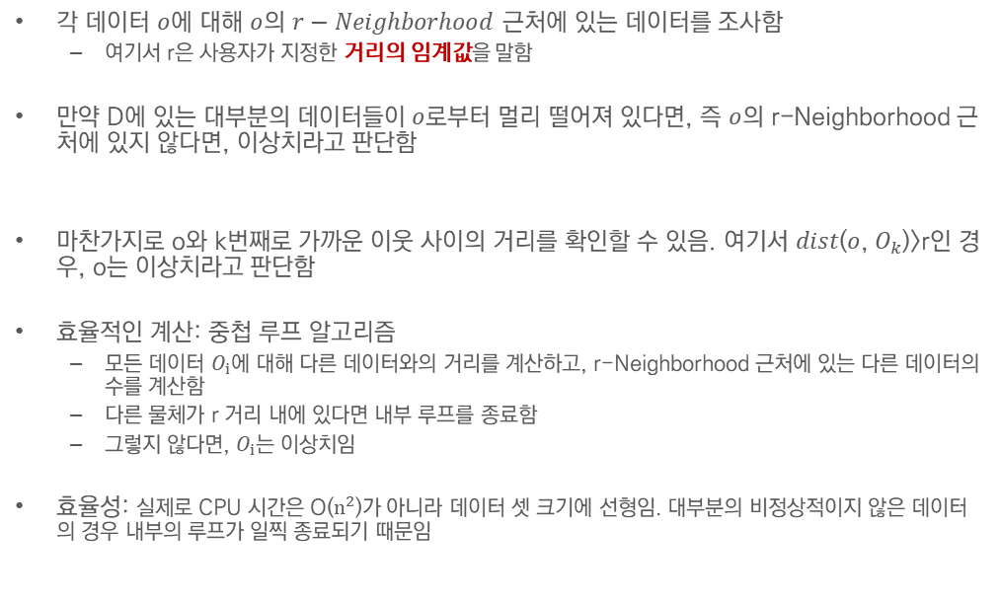 • 각 데이터 𝑜에 대해 𝑜의 𝑟 − 𝑁𝑒𝑖𝑔ℎ𝑏𝑜𝑟ℎ𝑜𝑜𝑑 근처에 있는 데이터를 조사함
– 여기서 r은 사용자가 지정한 거리의 임계값을 말함
• 만약 D에 있는 대부분의 데이터들이 𝑜로부터 멀리 떨어져 있다면, 즉 𝑜의 r-Neighborhood 근
처에 있지 않다면, 이상치라고 판단함
• 마찬가지로 o와 k번째로 가까운 이웃 사이의 거리를 확인할 수 있음. 여기서 𝑑𝑖𝑠𝑡(𝑜, 𝑂ₖ)>r인 경
우, o는 이상치라고 판단함
• 효율적인 계산: 중첩 루프 알고리즘
– 모든 데이터 𝑂ᵢ에 대해 다른 데이터와의 거리를 계산하고, r-Neighborhood 근처에 있는 다른 데이터의
수를 계산함
– 다른 물체가 r 거리 내에 있다면 내부 루프를 종료함
– 그렇지 않다면, 𝑂ᵢ는 이상치임
• 효율성: 실제로 CPU 시간은 O(n²)가 아니라 데이터 셋 크기에 선형임. 대부분의 비정상적이지 않은 데이터
의 경우 내부의 루프가 일찍 종료되기 때문임